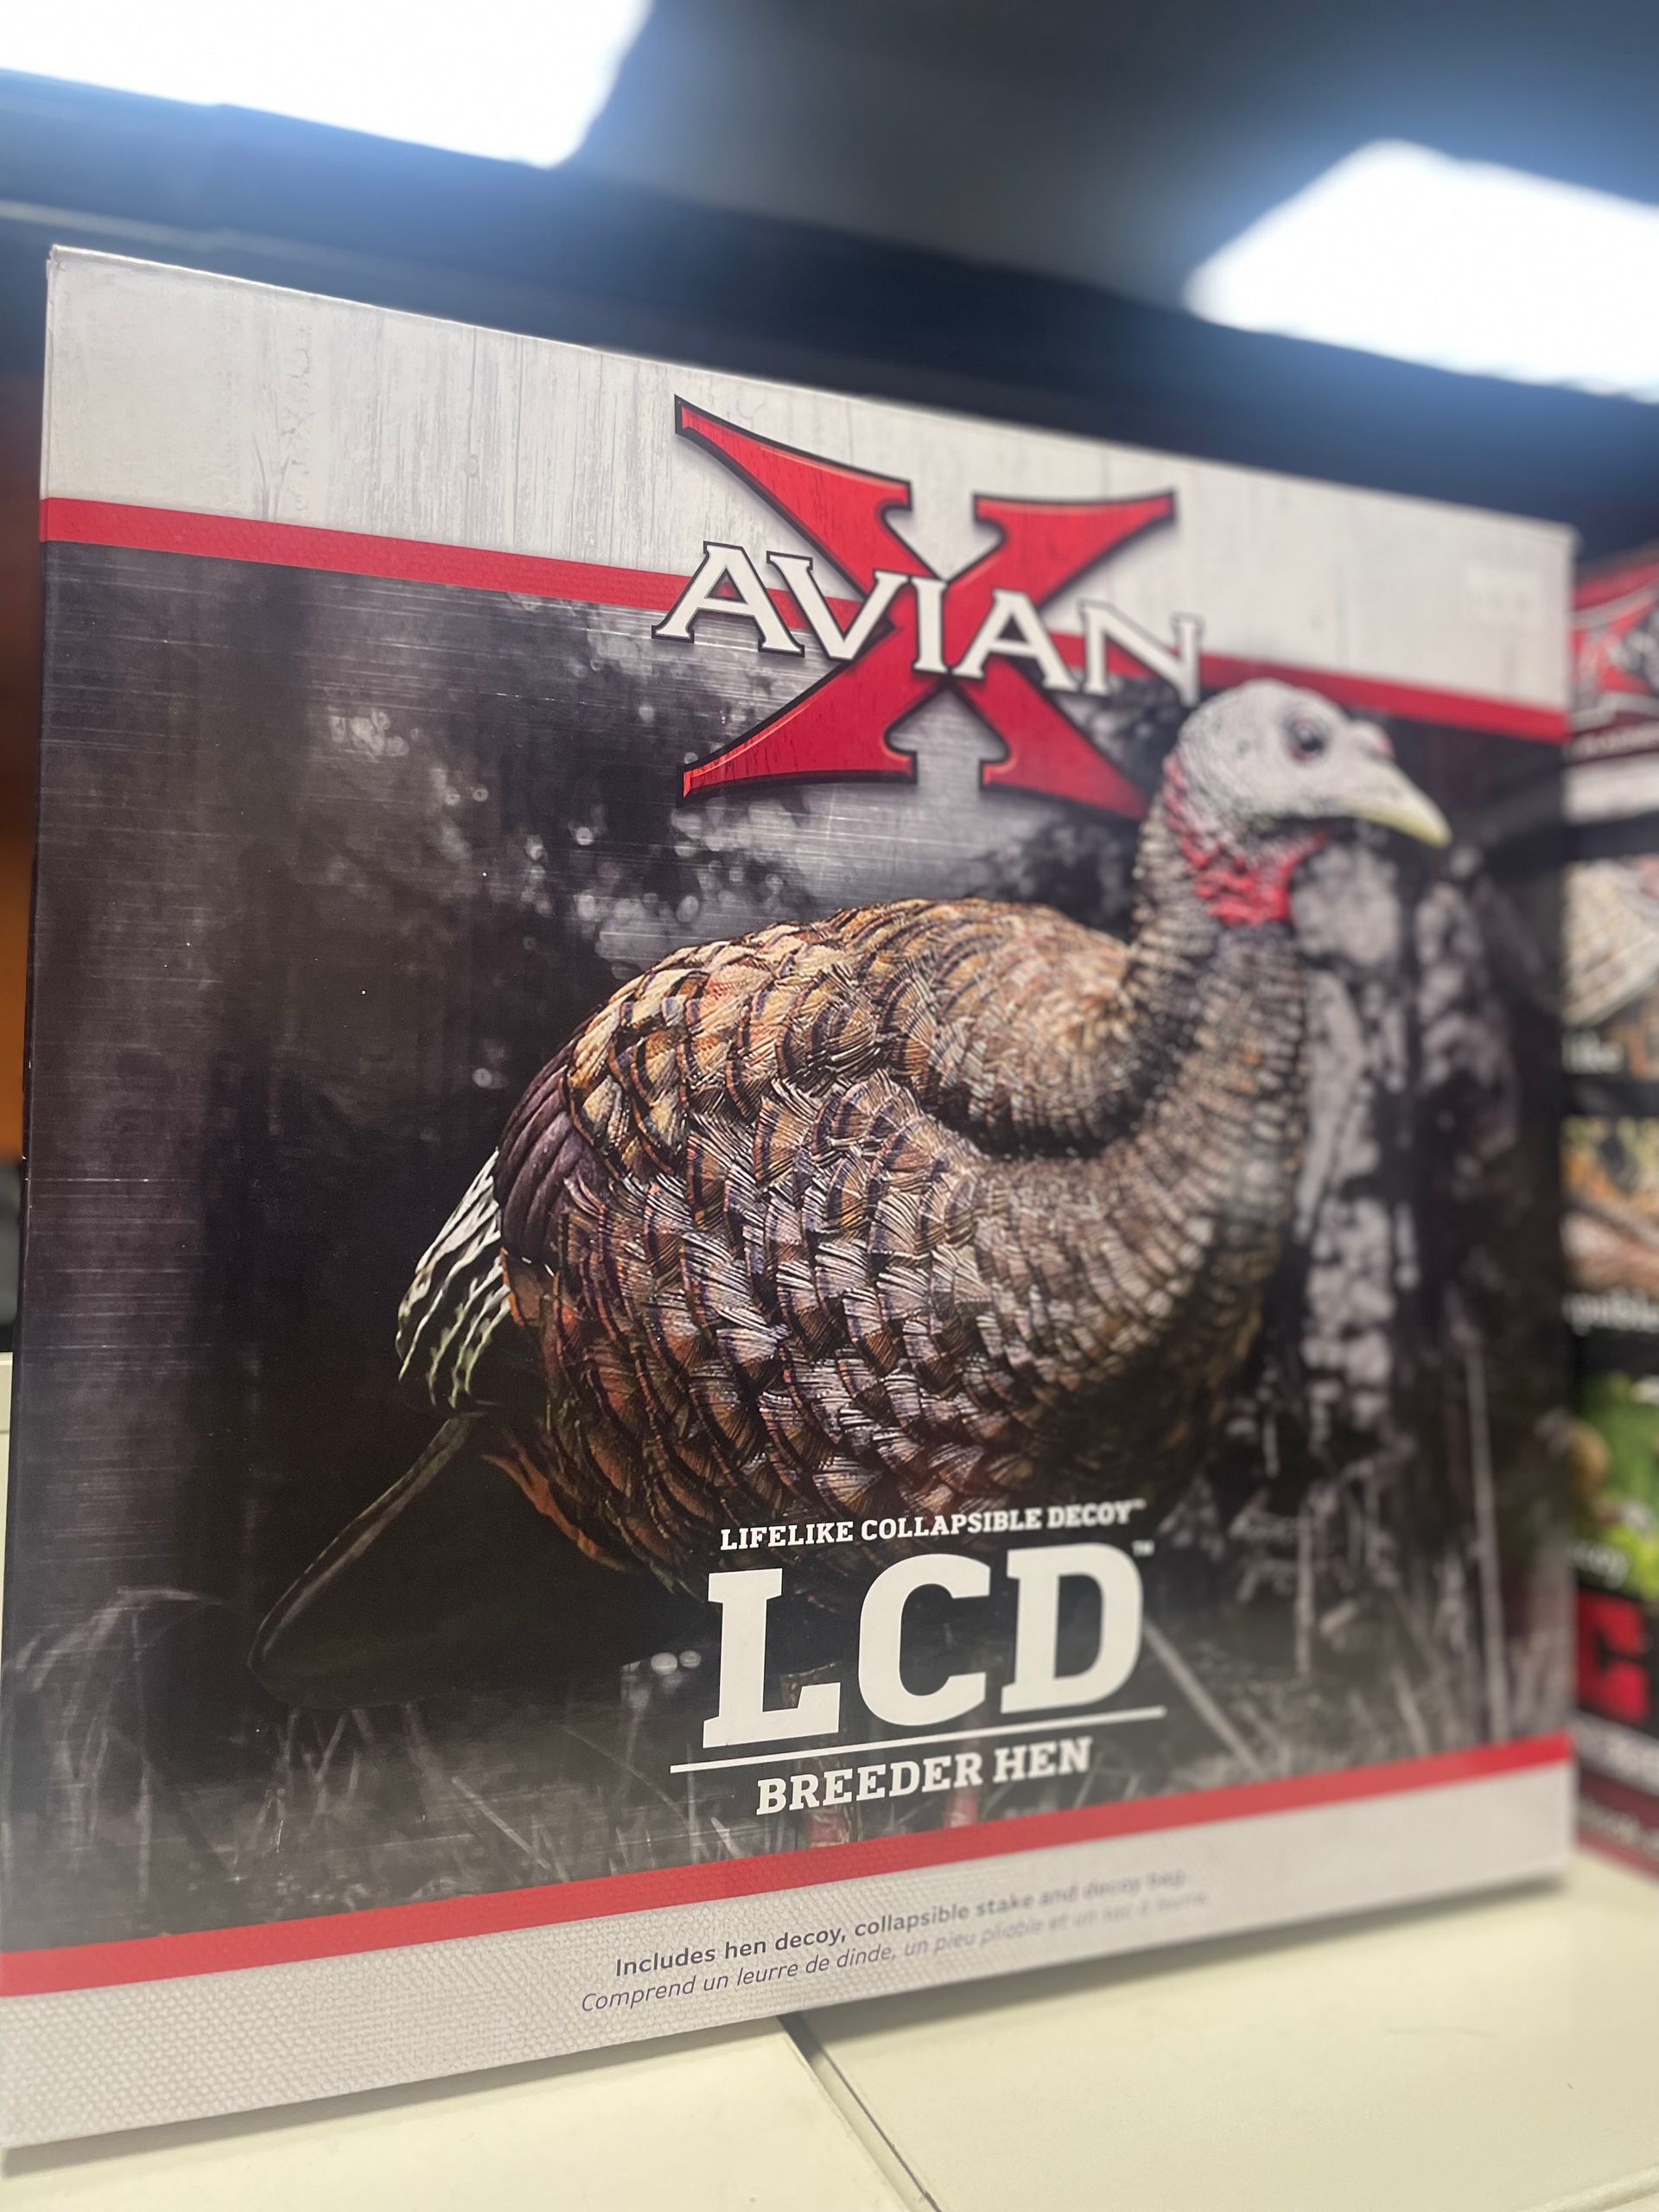 AVIAN X
LIFELIKE COLLAPSIBLE DECOY™
LCD™
BREEDER HEN
Includes hen decoy, collapsible stake and decoy bag.
Comprend un leurre de dinde, un pieu pliable et un sac à leurre.